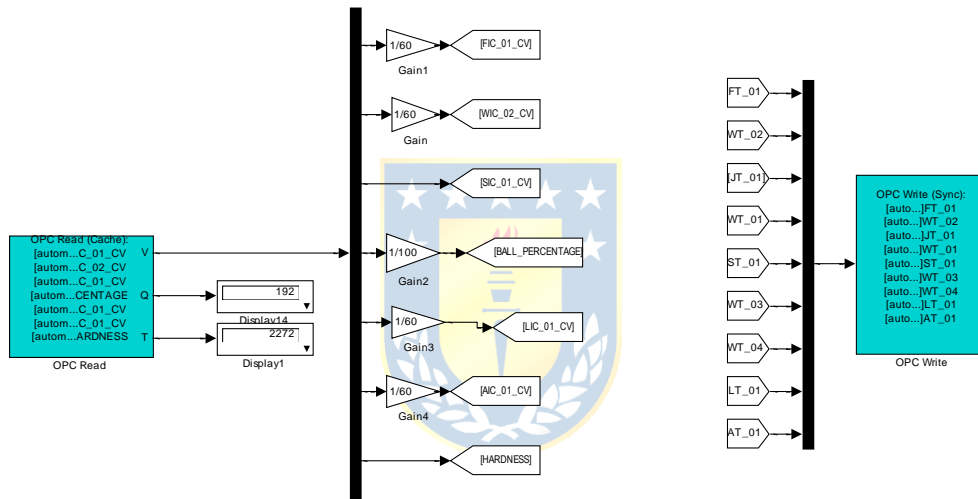 OPC Read (Cache):
[autom...C_01_CV
[autom...C_02_CV
[autom...C_01_CV
[autom...CENTAGE
[autom...C_01_CV
[autom...C_01_CV
[autom...ARDNESS
V
Q
T
OPC Read
192
Display14
2272
Display1
1/60
Gain1
[FIC_01_CV]
1/60
Gain
[WIC_02_CV]
[SIC_01_CV]
1/100
Gain2
[BALL_PERCENTAGE]
1/60
Gain3
[LIC_01_CV]
1/60
Gain4
[AIC_01_CV]
[HARDNESS]
FT_01
WT_02
[JT_01]
WT_01
ST_01
WT_03
WT_04
LT_01
AT_01
OPC Write (Sync):
[auto...]FT_01
[auto...]WT_02
[auto...]JT_01
[auto...]WT_01
[auto...]ST_01
[auto...]WT_03
[auto...]WT_04
[auto...]LT_01
[auto...]AT_01
OPC Write